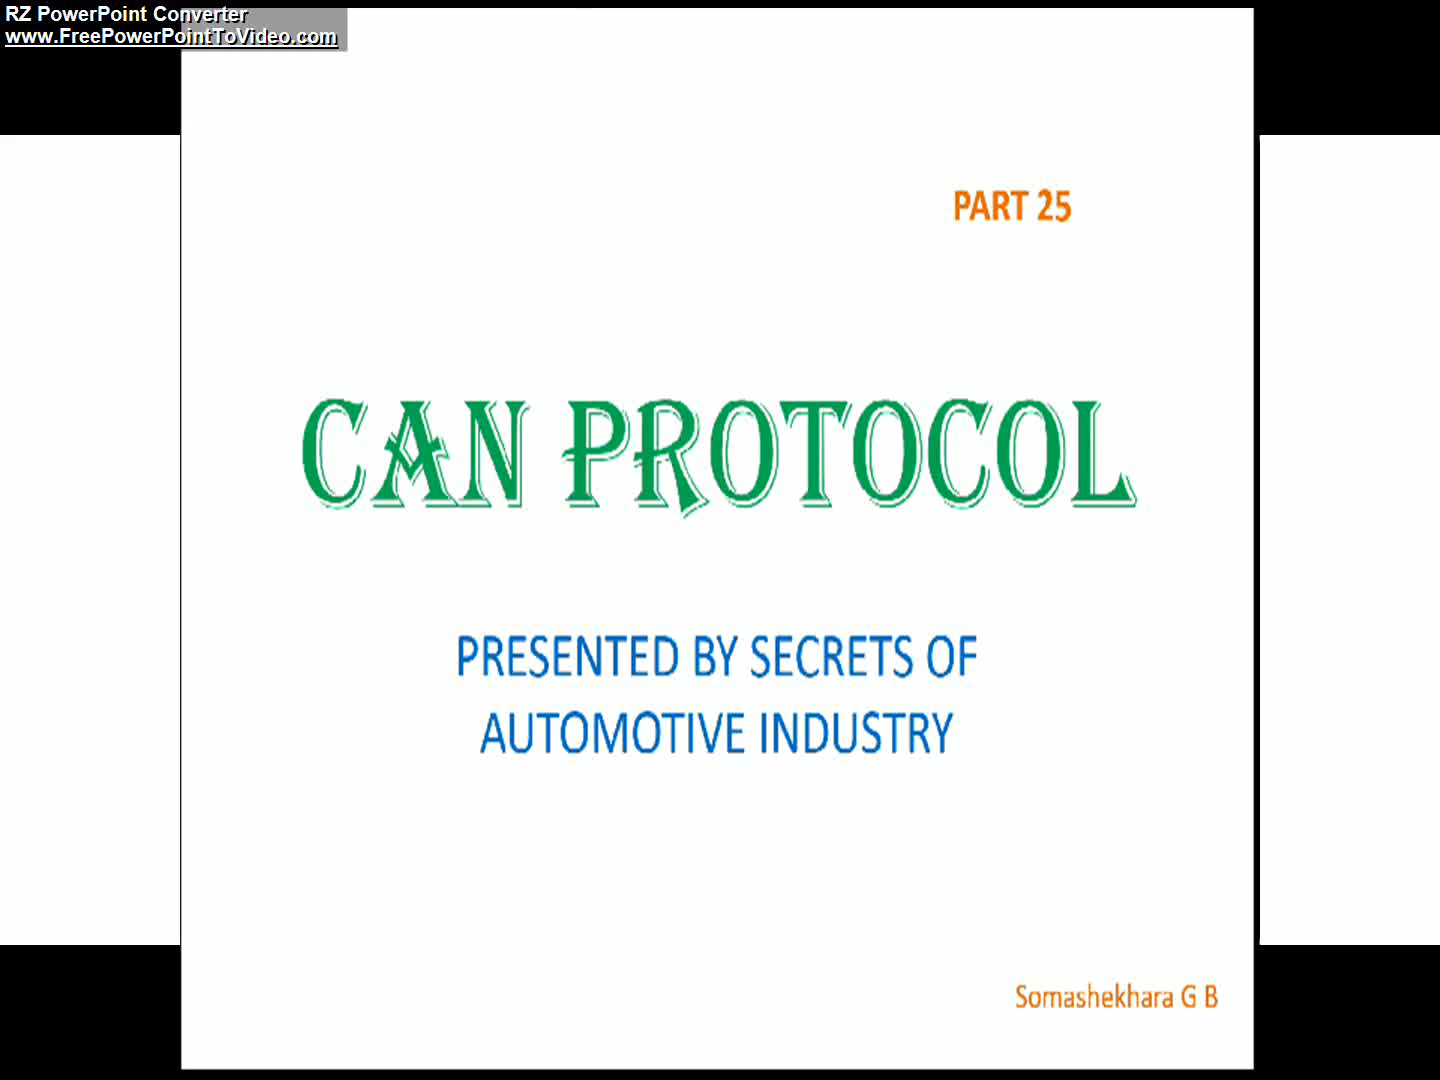 RZ PowerPoint Converter
www.FreePowerPointToVideo.com
PART 25
CAN PROTOCOL
PRESENTED BY SECRETS OF
AUTOMOTIVE INDUSTRY
Somashekhara G B